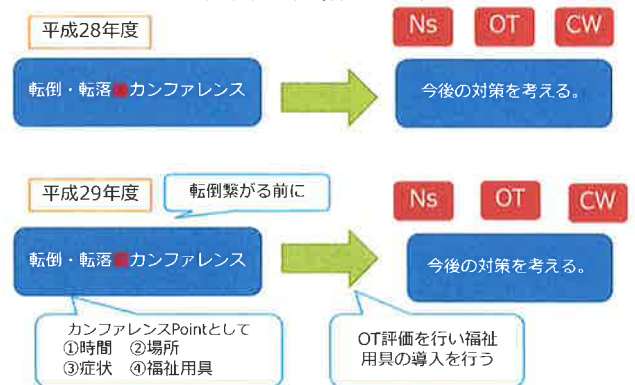 平成28年度
Ns OT CW
転倒・転落 カンファレンス
今後の対策を考える。
平成29年度
転倒繋がる前に
Ns OT CW
転倒・転落 カンファレンス
今後の対策を考える。
カンファレンスPointとして
①時間 ②場所
③症状 ④福祉用具
OT評価を行い福祉
用具の導入を行う